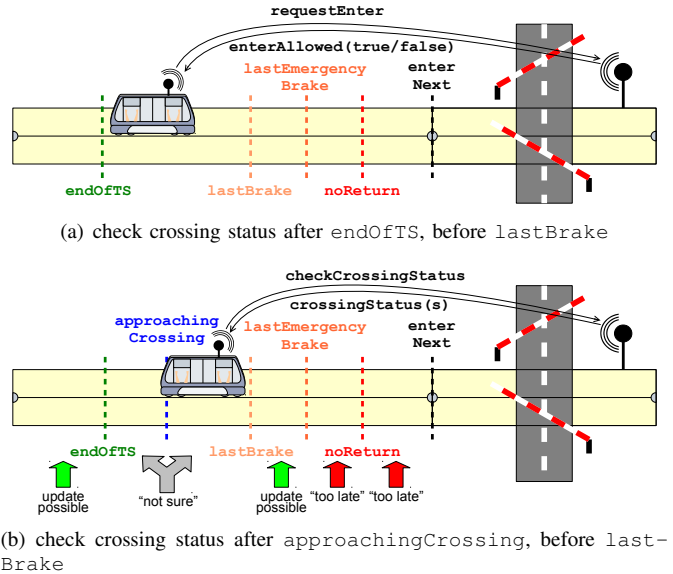 requestEnter
enterAllowed(true/false)
lastEmergency
Brake
enter
Next
endOfTS
lastBrake
noReturn
(a) check crossing status after endOfTS, before lastBrake
checkCrossingStatus
crossingStatus(s)
approaching
Crossing
lastEmergency
Brake
enter
Next
endOfTS
lastBrake
noReturn
update
possible
"not sure"
update
possible
"too late"
"too late"
(b) check crossing status after approachingCrossing, before last-
Brake